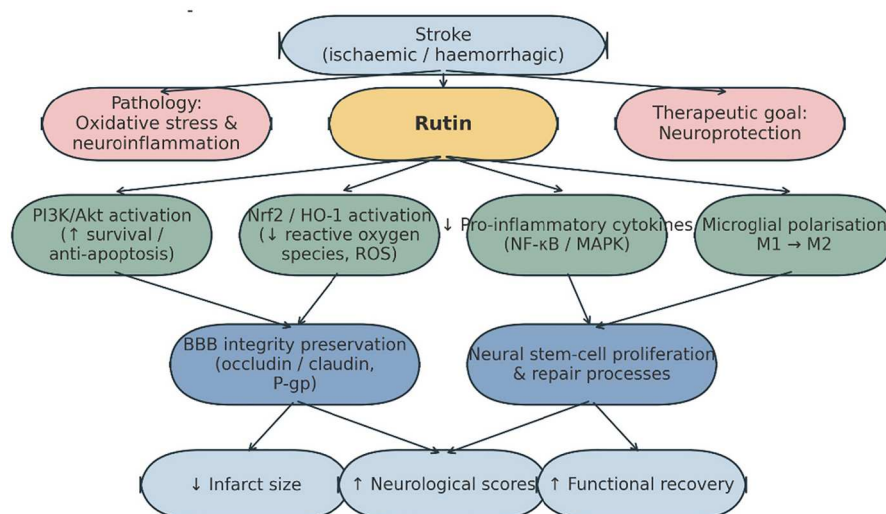 Stroke
(ischaemic / haemorrhagic)
Pathology:
Oxidative stress &
neuroinflammation
Rutin
Therapeutic goal:
Neuroprotection
PI3K/Akt activation
(↑ survival /
anti-apoptosis)
Nrf2 / HO-1 activation
(↓ reactive oxygen
species, ROS)
↓ Pro-inflammatory cytokines
(NF-κB / MAPK)
Microglial polarisation
M1 → M2
BBB integrity preservation
(occludin / claudin,
P-gp)
Neural stem-cell proliferation
& repair processes
↓ Infarct size
↑ Neurological scores
↑ Functional recovery